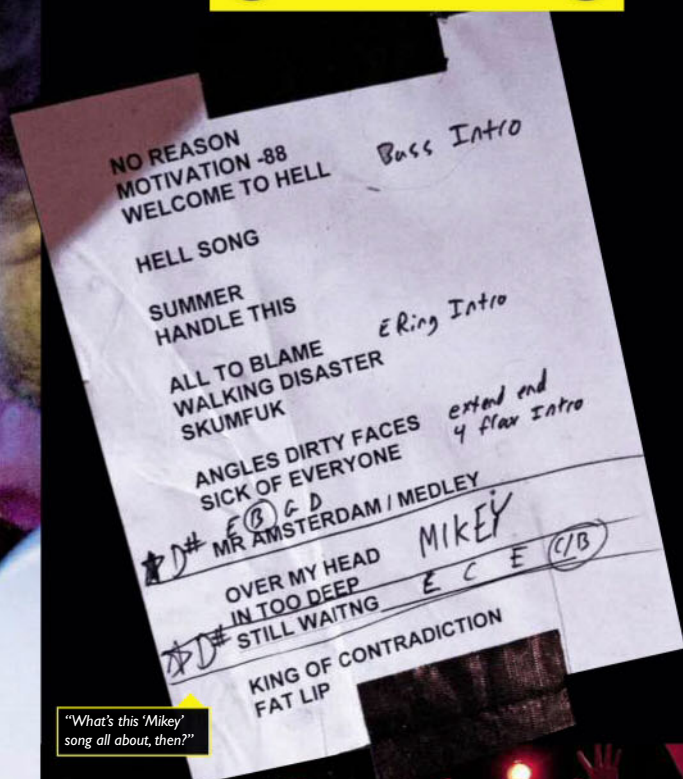 NO REASON
MOTIVATION -88
WELCOME TO HELL Bass Intro
HELL SONG
SUMMER
HANDLE THIS
ALL TO BLAME E Ring Intro
WALKING DISASTER
SKUMFUK
ANGLES DIRTY FACES extend end
SICK OF EVERYONE 4 flax Intro
E B G D
D# MR AMSTERDAM / MEDLEY
OVER MY HEAD MIKEY
IN TOO DEEP
D# STILL WAITNG E C E C/B
KING OF CONTRADICTION
FAT LIP
"What's this 'Mikey'
song all about, then?"